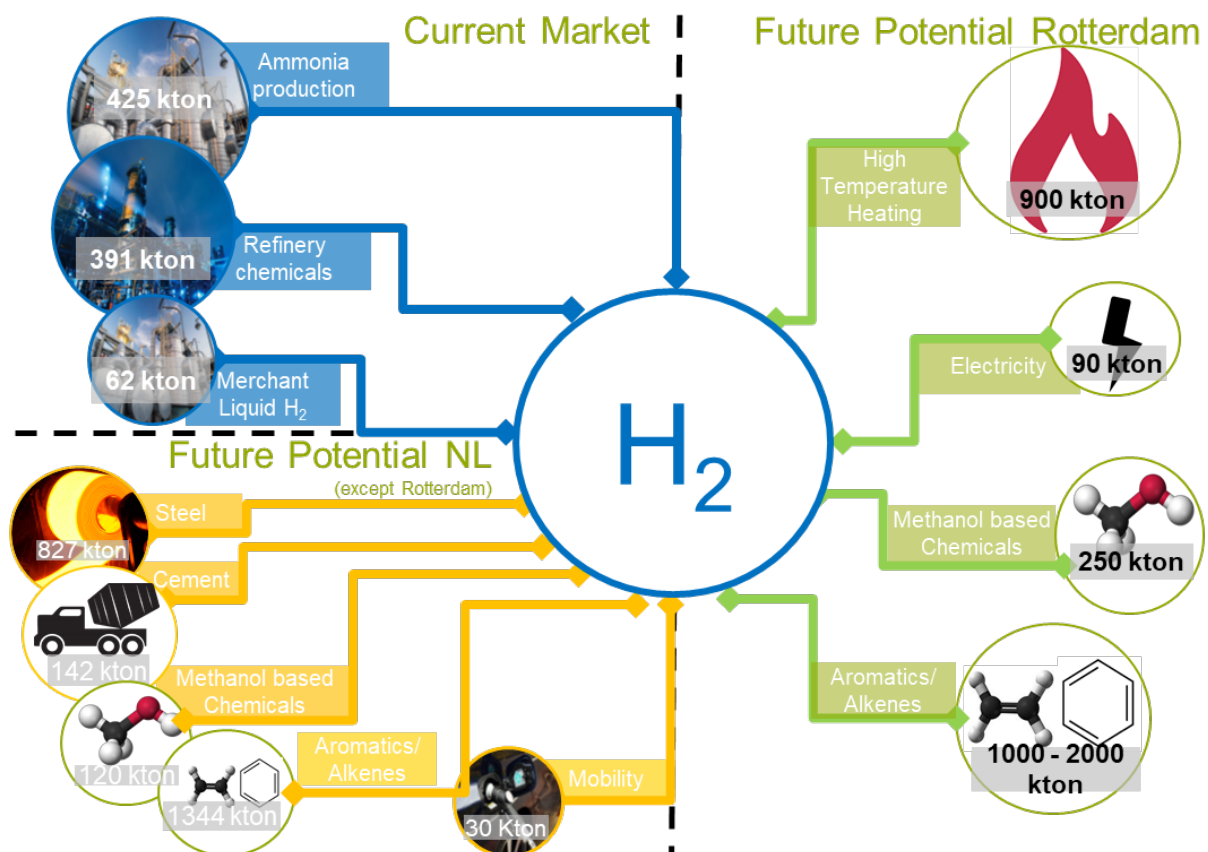 Current Market
Ammonia
production
425 kton
Refinery
chemicals
391 kton
Merchant
Liquid H₂
62 kton
Future Potential Rotterdam
High
Temperature
Heating
900 kton
Electricity
90 kton
Methanol based
Chemicals
250 kton
Aromatics/
Alkenes
1000 - 2000
kton
H₂
Future Potential NL
(except Rotterdam)
Steel
827 kton
Cement
142 kton
Methanol based
Chemicals
120 kton
Aromatics/
Alkenes
1344 kton
Mobility
30 Kton